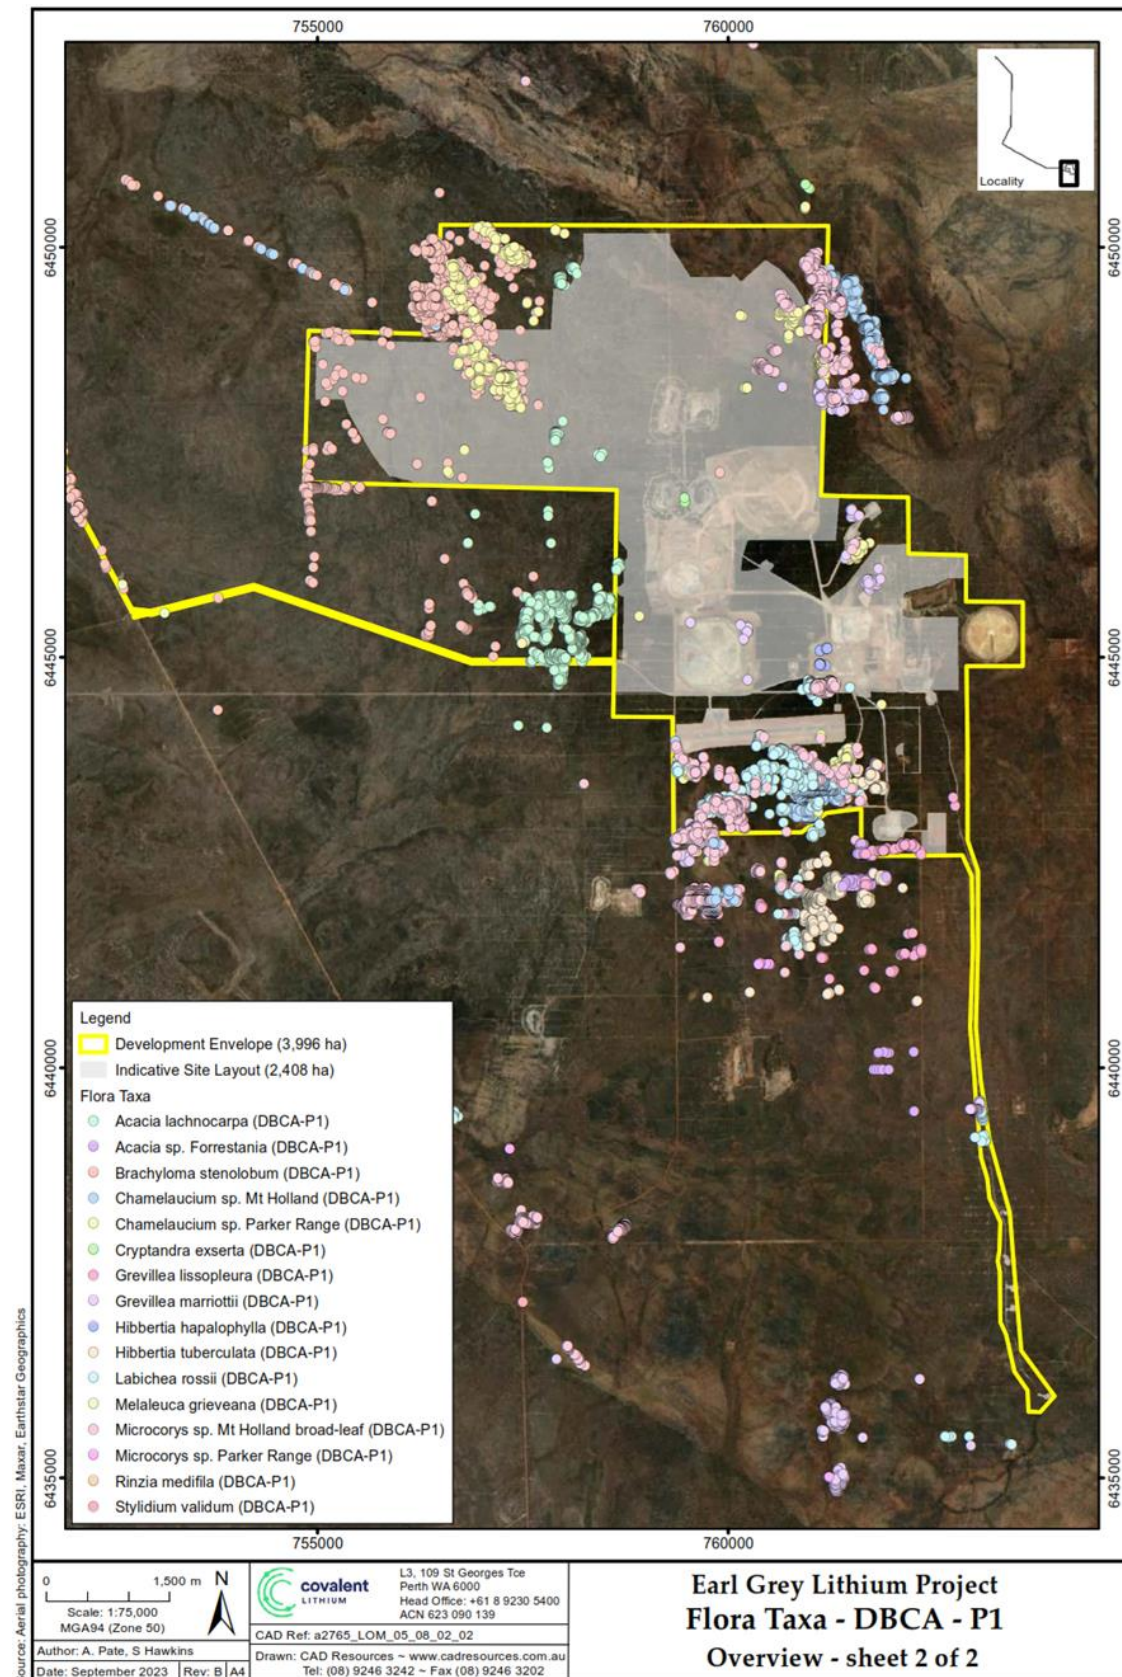 755000
760000
Locality
6450000
6450000
6445000
6445000
6440000
6440000
6435000
6435000
Legend
Development Envelope (3,996 ha)
Indicative Site Layout (2,408 ha)
Flora Taxa
Acacia lachnocarpa (DBCA-P1)
Acacia sp. Forrestania (DBCA-P1)
Brachyloma stenolobum (DBCA-P1)
Chamelaucium sp. Mt Holland (DBCA-P1)
Chamelaucium sp. Parker Range (DBCA-P1)
Cryptandra exserta (DBCA-P1)
Grevillea lissopleura (DBCA-P1)
Grevillea marriottii (DBCA-P1)
Hibbertia hapalophylla (DBCA-P1)
Hibbertia tuberculata (DBCA-P1)
Labichea rossii (DBCA-P1)
Melaleuca grieveana (DBCA-P1)
Microcorys sp. Mt Holland broad-leaf (DBCA-P1)
Microcorys sp. Parker Range (DBCA-P1)
Rinzia medifila (DBCA-P1)
Stylidium validum (DBCA-P1)
755000
760000
Source: Aerial photography: ESRI, Maxar, Earthstar Geographics
0 1,500 m
N
Scale: 1:75,000
MGA94 (Zone 50)
Author: A. Pate, S Hawkins
Date: September 2023 Rev: B A4
covalent
LITHIUM
L3, 109 St Georges Tce
Perth WA 6000
Head Office: +61 8 9230 5400
ACN 623 090 139
CAD Ref: a2765_LOM_05_08_02_02
Drawn: CAD Resources ~ www.cadresources.com.au
Tel: (08) 9246 3242 ~ Fax (08) 9246 3202
Earl Grey Lithium Project
Flora Taxa - DBCA - P1
Overview - sheet 2 of 2